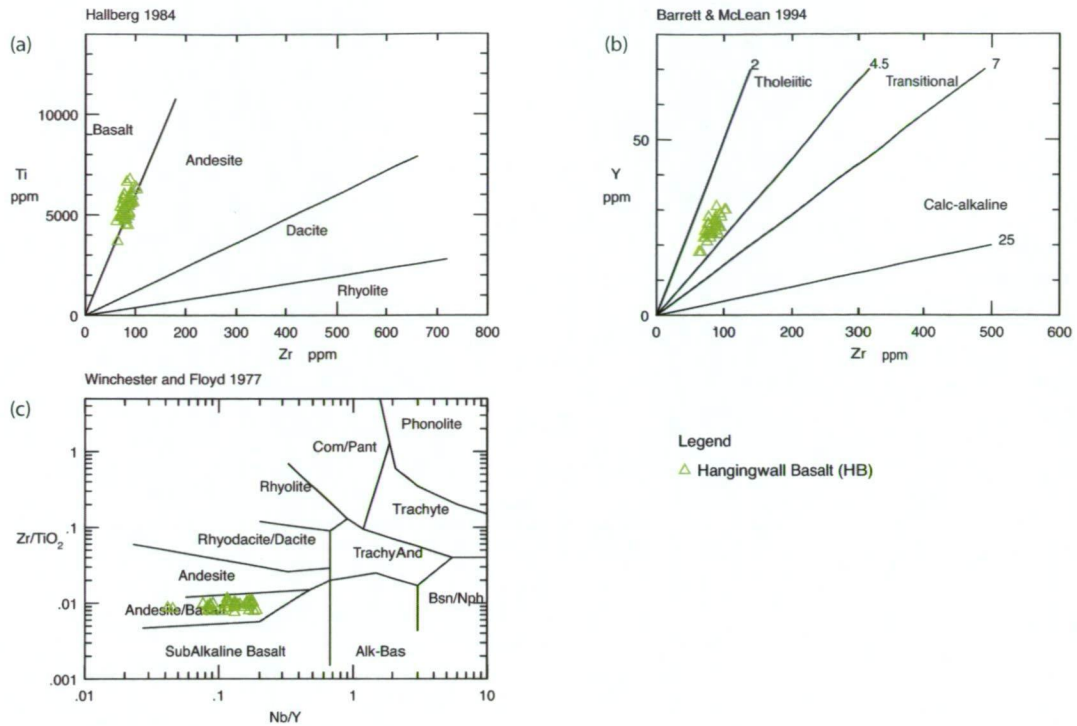 Hallberg 1984
(a)
10000
5000
0
Ti
ppm
Basalt
Andesite
Dacite
Rhyolite
0 100 200 300 400 500 600 700 800
Zr ppm
Barrett & McLean 1994
(b)
50
0
Y
ppm
2
4.5
7
25
Tholeiitic
Transitional
Calc-alkaline
0 100 200 300 400 500 600
Zr ppm
Winchester and Floyd 1977
(c)
1
.1
.01
.001
Zr/TiO2
Phonolite
Com/Pant
Rhyolite
Trachyte
Rhyodacite/Dacite
TrachyAnd
Andesite
Bsn/Nph
Andesite/Basalt
SubAlkaline Basalt
Alk-Bas
.01 .1 1 10
Nb/Y
Legend
Hangingwall Basalt (HB)